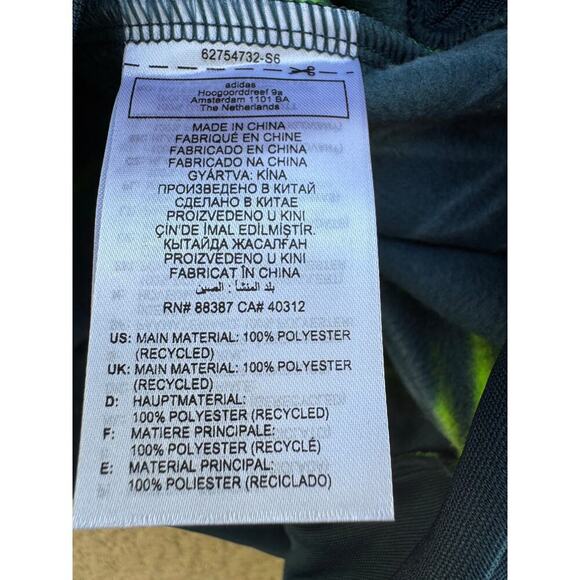 62754732-S6
adidas
Hoogoorddreef 9a
Amsterdam 1101 BA
The Netherlands
MADE IN CHINA
FABRIQUÉ EN CHINE
FABRICADO EN CHINA
FABRICADO NA CHINA
GYÁRTVA: KÍNA
ПРОИЗВЕДЕНО В КИТАЙ
СДЕЛАНО В КИТАЕ
PROIZVEDENO U KINI
ÇİN'DE İMAL EDİLMİŞTİR.
ҚЫТАЙДА ЖАСАЛҒАН
PROIZVEDENO U KINI
FABRICAT ÎN CHINA
بلد المنشأ : الصين
RN# 88387 CA# 40312
US: MAIN MATERIAL: 100% POLYESTER
(RECYCLED)
UK: MAIN MATERIAL: 100% POLYESTER
(RECYCLED)
D: HAUPTMATERIAL:
100% POLYESTER (RECYCLED)
F: MATIERE PRINCIPALE:
100% POLYESTER (RECYCLÉ)
E: MATERIAL PRINCIPAL:
100% POLIESTER (RECICLADO)